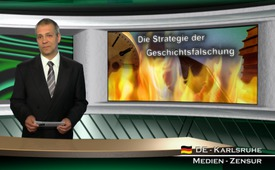 Die Strategie der
Geschichtsfälschung
DE - KARLSRUHE
MEDIEN - ZENSUR